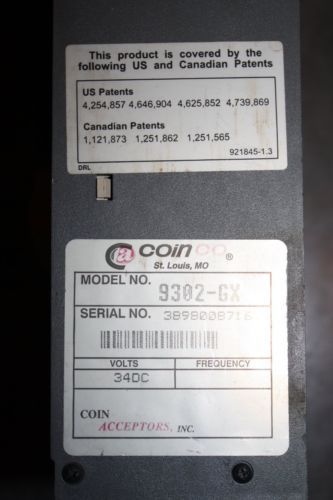 This product is covered by the
following US and Canadian Patents
US Patents
4,254,857 4,646,904 4,625,852 4,739,869
Canadian Patents
1,121,873 1,251,862 1,251,565
921845-1.3
DRL
COINCO ®
St. Louis, MO
MODEL NO. 9302-GX
SERIAL NO. 3898008716
VOLTS FREQUENCY
34DC
COIN
ACCEPTORS, INC.